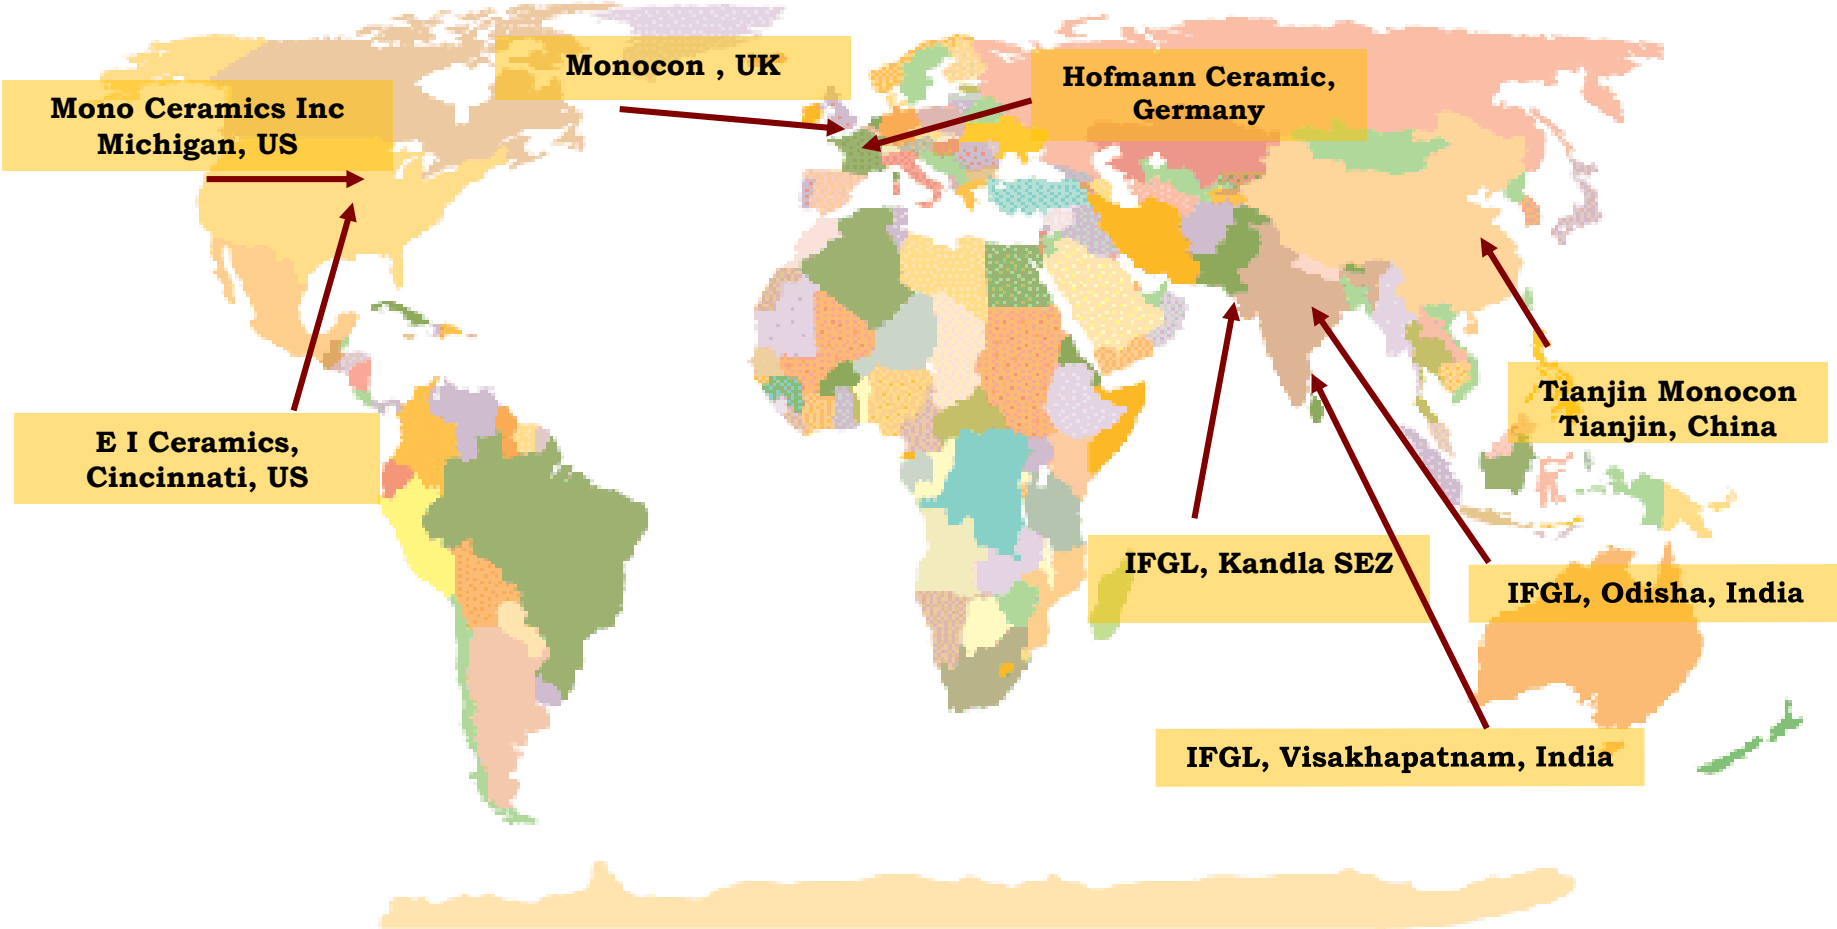 Monocon , UK
Hofmann Ceramic,
Germany
Mono Ceramics Inc
Michigan, US
Tianjin Monocon
Tianjin, China
E I Ceramics,
Cincinnati, US
IFGL, Kandla SEZ
IFGL, Odisha, India
IFGL, Visakhapatnam, India